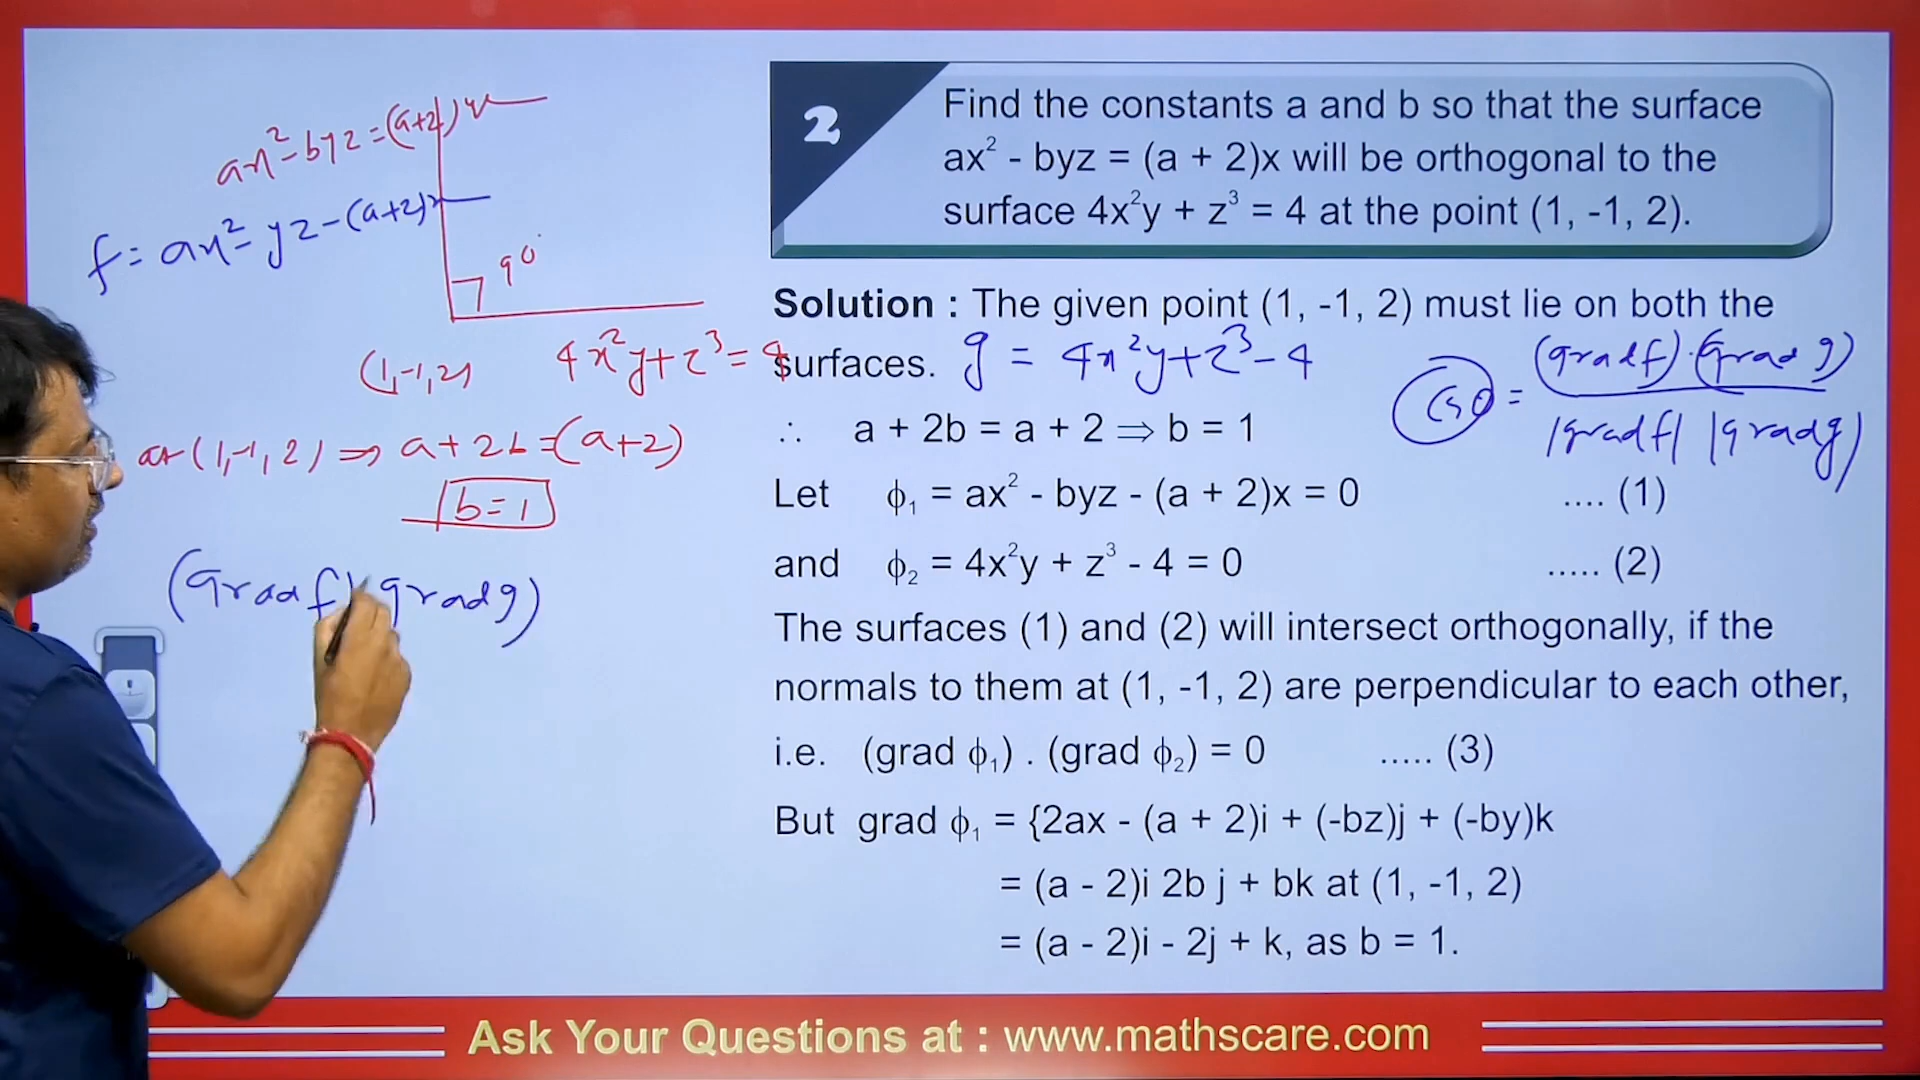 2
Find the constants a and b so that the surface
ax² - byz = (a + 2)x will be orthogonal to the
surface 4x²y + z³ = 4 at the point (1, -1, 2).
ax²-byz=(a+2)x
f= ax²-yz-(a+2)x
90°
(1,-1,2) 4x²y+z³=4
at (1,-1,2) ⇒ a+2b=(a+2)
b=1
(gradf).gradg)
Solution : The given point (1, -1, 2) must lie on both the
surfaces. g = 4x²y+z³-4
cosθ = (gradf).(grad g)
|gradf| |gradg|
∴ a + 2b = a + 2 ⇒ b = 1
Let ϕ₁ = ax² - byz - (a + 2)x = 0 .... (1)
and ϕ₂ = 4x²y + z³ - 4 = 0 ..... (2)
The surfaces (1) and (2) will intersect orthogonally, if the
normals to them at (1, -1, 2) are perpendicular to each other,
i.e. (grad ϕ₁) . (grad ϕ₂) = 0 ..... (3)
But grad ϕ₁ = {2ax - (a + 2)i + (-bz)j + (-by)k
= (a - 2)i 2b j + bk at (1, -1, 2)
= (a - 2)i - 2j + k, as b = 1.
Ask Your Questions at : www.mathscare.com